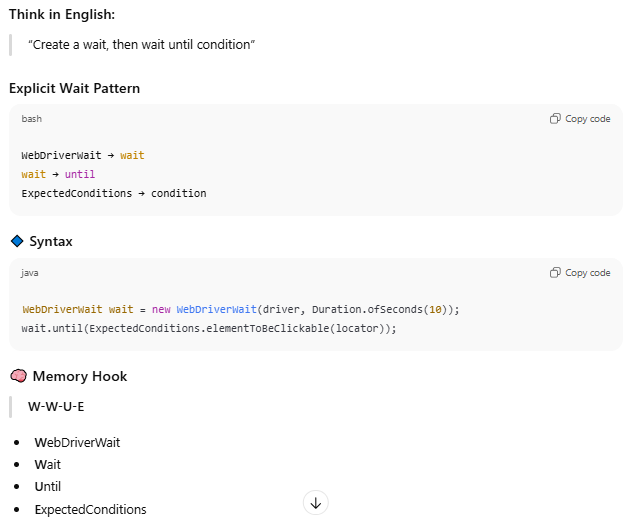 Think in English:
“Create a wait, then wait until condition”
Explicit Wait Pattern
bash
Copy code
WebDriverWait → wait
wait → until
ExpectedConditions → condition
🔷 Syntax
java
Copy code
WebDriverWait wait = new WebDriverWait(driver, Duration.ofSeconds(10));
wait.until(ExpectedConditions.elementToBeClickable(locator));
🧠 Memory Hook
W-W-U-E
• WebDriverWait
• Wait
• Until
• ExpectedConditions